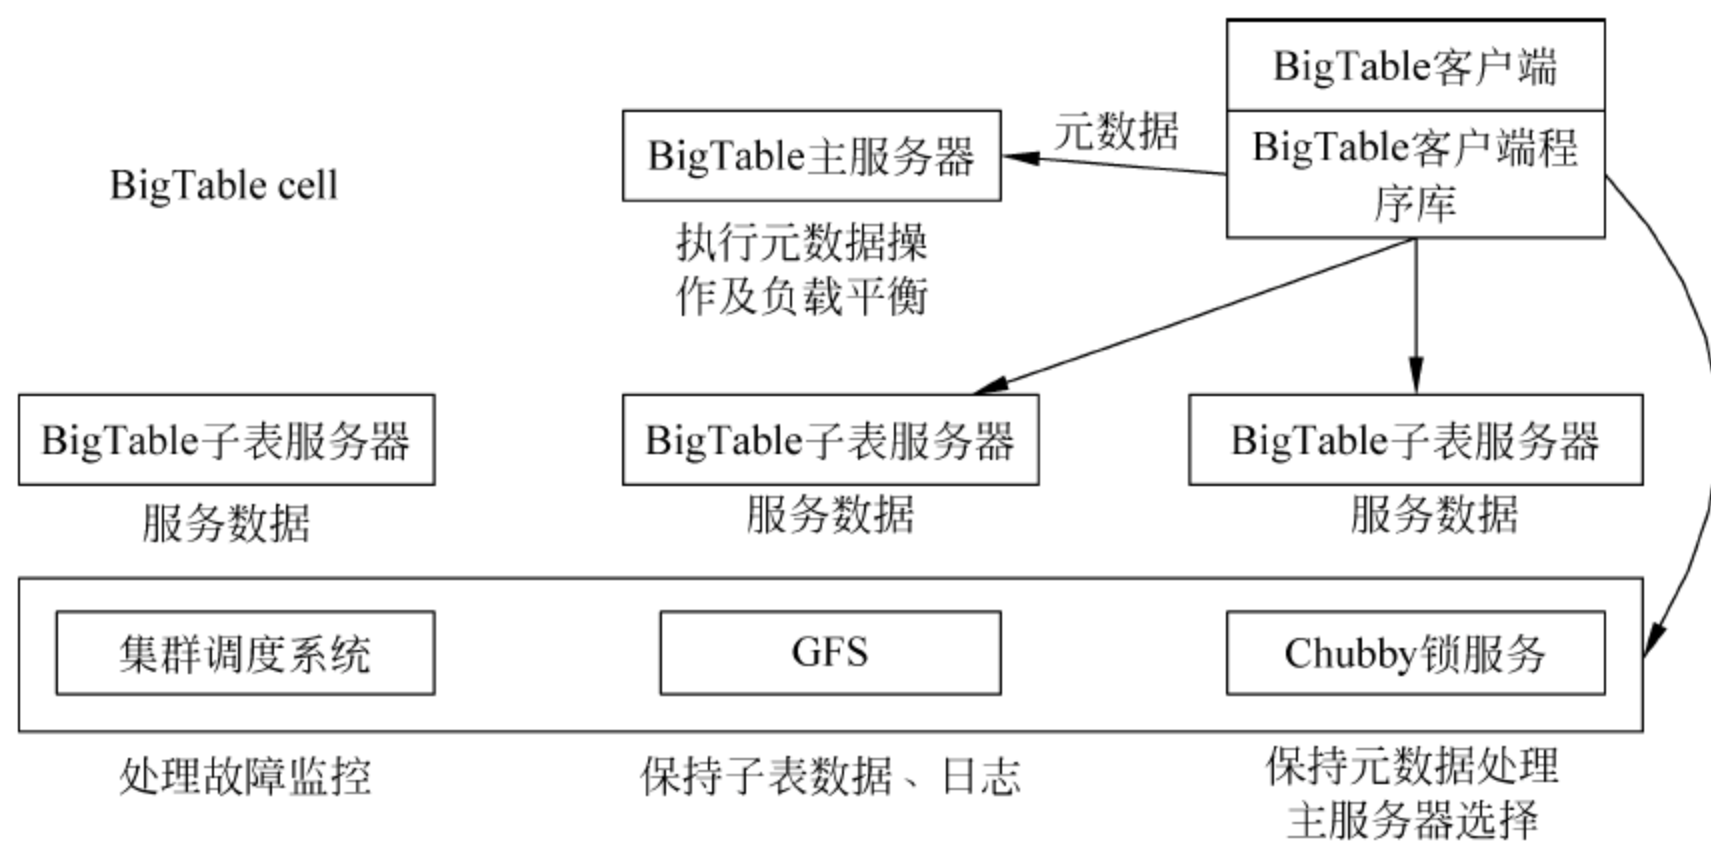 BigTable客户端
BigTable客户端程
序库
元数据
BigTable主服务器
BigTable cell
执行元数据操
作及负载平衡
BigTable子表服务器
BigTable子表服务器
BigTable子表服务器
服务数据
服务数据
服务数据
集群调度系统
GFS
Chubby锁服务
处理故障监控
保持子表数据、日志
保持元数据处理
主服务器选择